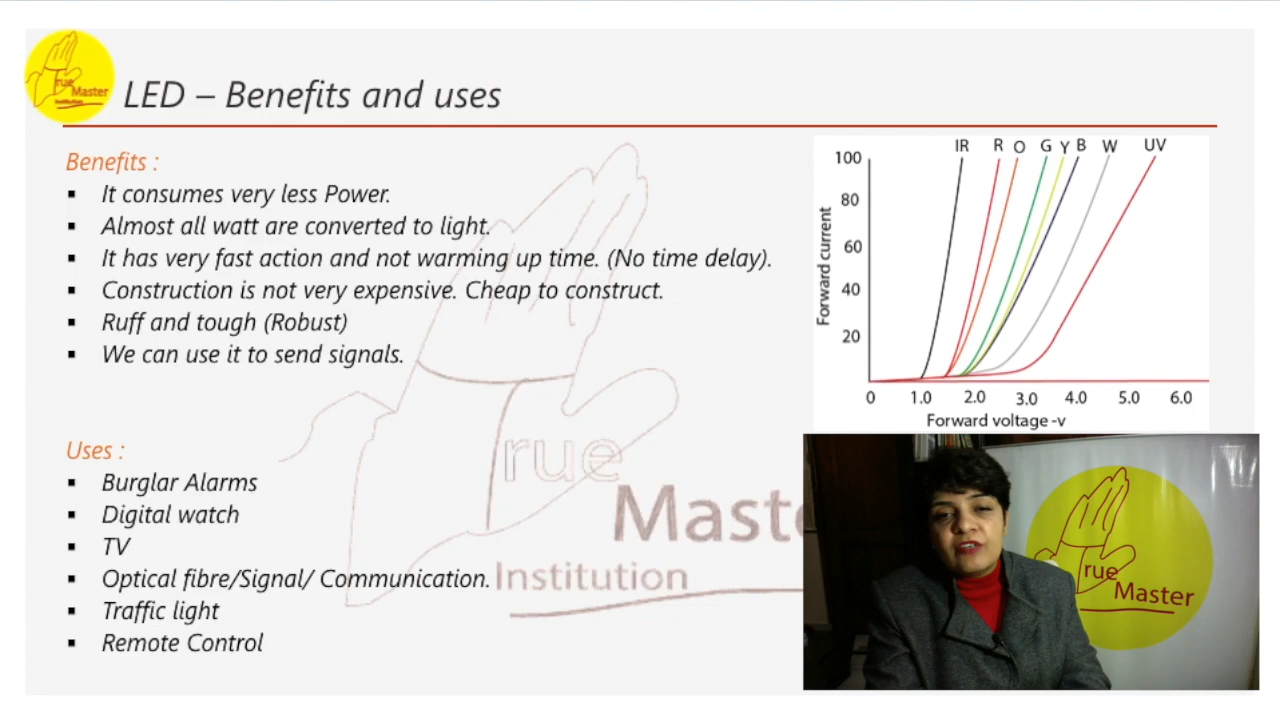 rue
Master
Institution
LED – Benefits and uses
Benefits :
▪ It consumes very less Power.
▪ Almost all watt are converted to light.
▪ It has very fast action and not warming up time. (No time delay).
▪ Construction is not very expensive. Cheap to construct.
▪ Ruff and tough (Robust)
▪ We can use it to send signals.
Uses :
▪ Burglar Alarms
▪ Digital watch
▪ TV
▪ Optical fibre/Signal/ Communication.
▪ Traffic light
▪ Remote Control
rue
Maste
Institution
IR R O G Y B W UV
100
80
60
40
20
Forward current
0 1.0 2.0 3.0 4.0 5.0 6.0
Forward voltage -v
rue
Master